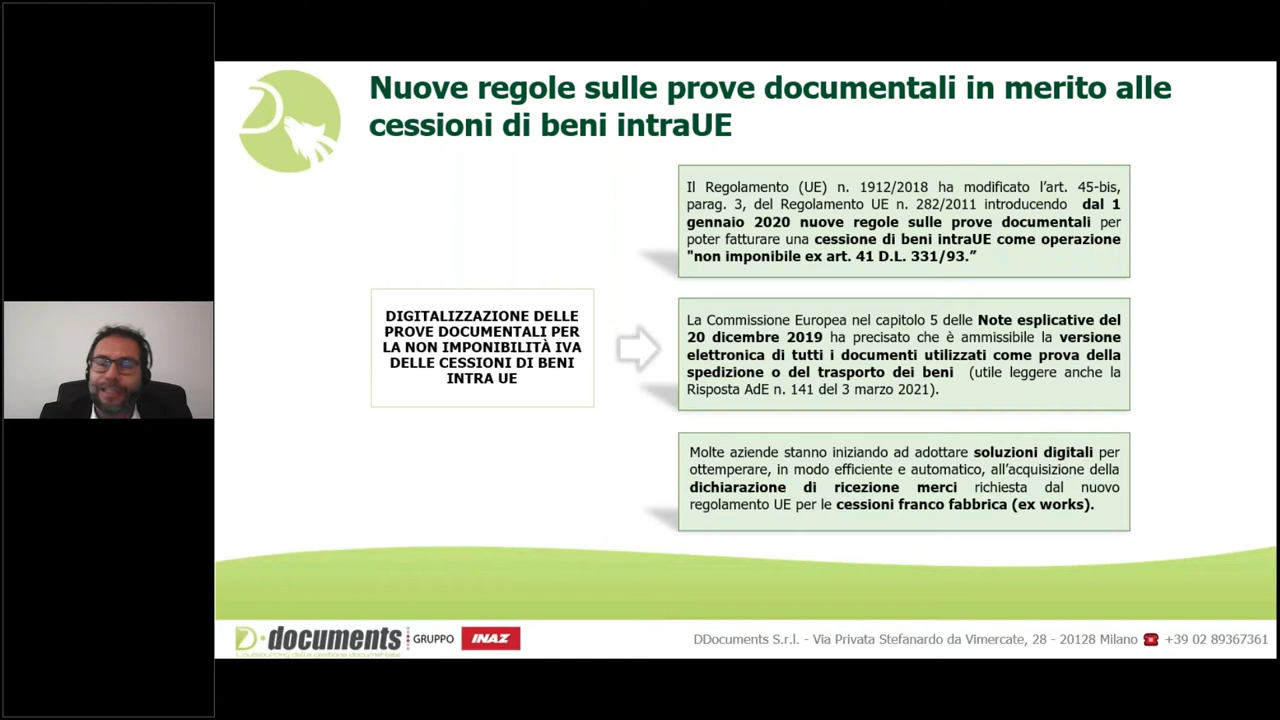 Nuove regole sulle prove documentali in merito alle
cessioni di beni intraUE
DIGITALIZZAZIONE DELLE
PROVE DOCUMENTALI PER
LA NON IMPONIBILITÀ IVA
DELLE CESSIONI DI BENI
INTRA UE
Il Regolamento (UE) n. 1912/2018 ha modificato l'art. 45-bis,
parag. 3, del Regolamento UE n. 282/2011 introducendo dal 1
gennaio 2020 nuove regole sulle prove documentali per
poter fatturare una cessione di beni intraUE come operazione
"non imponibile ex art. 41 D.L. 331/93.”
La Commissione Europea nel capitolo 5 delle Note esplicative del
20 dicembre 2019 ha precisato che è ammissibile la versione
elettronica di tutti i documenti utilizzati come prova della
spedizione o del trasporto dei beni (utile leggere anche la
Risposta AdE n. 141 del 3 marzo 2021).
Molte aziende stanno iniziando ad adottare soluzioni digitali per
ottemperare, in modo efficiente e automatico, all'acquisizione della
dichiarazione di ricezione merci richiesta dal nuovo
regolamento UE per le cessioni franco fabbrica (ex works).
D·documents GRUPPO INAZ
L'outsourcing della gestione documentale
DDocuments S.r.l. - Via Privata Stefanardo da Vimercate, 28 - 20128 Milano ☎ +39 02 89367361